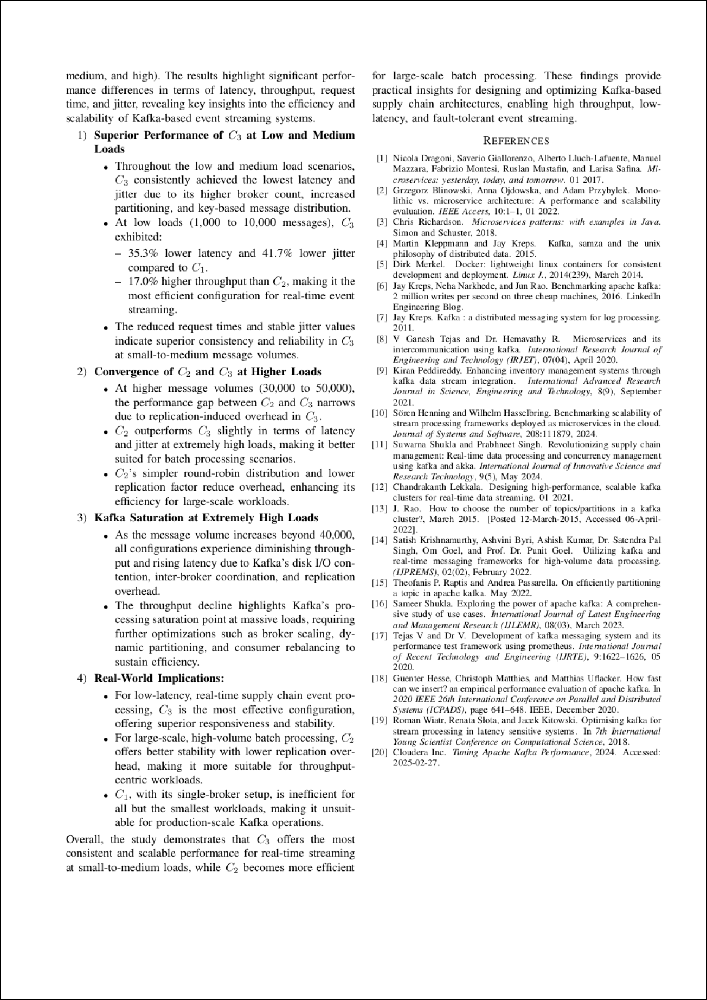 medium, and high). The results highlight significant perfor-
mance differences in terms of latency, throughput, request
time, and jitter, revealing key insights into the efficiency and
scalability of Kafka-based event streaming systems.
1) Superior Performance of C3 at Low and Medium
Loads
• Throughout the low and medium load scenarios,
C3 consistently achieved the lowest latency and
jitter due to its higher broker count, increased
partitioning, and key-based message distribution.
• At low loads (1,000 to 10,000 messages), C3
exhibited:
– 35.3% lower latency and 41.7% lower jitter
compared to C1.
– 17.0% higher throughput than C2, making it the
most efficient configuration for real-time event
streaming.
• The reduced request times and stable jitter values
indicate superior consistency and reliability in C3
at small-to-medium message volumes.
2) Convergence of C2 and C3 at Higher Loads
• At higher message volumes (30,000 to 50,000),
the performance gap between C2 and C3 narrows
due to replication-induced overhead in C3.
• C2 outperforms C3 slightly in terms of latency
and jitter at extremely high loads, making it better
suited for batch processing scenarios.
• C2's simpler round-robin distribution and lower
replication factor reduce overhead, enhancing its
efficiency for large-scale workloads.
3) Kafka Saturation at Extremely High Loads
• As the message volume increases beyond 40,000,
all configurations experience diminishing through-
put and rising latency due to Kafka's disk I/O con-
tention, inter-broker coordination, and replication
overhead.
• The throughput decline highlights Kafka's pro-
cessing saturation point at massive loads, requiring
further optimizations such as broker scaling, dy-
namic partitioning, and consumer rebalancing to
sustain efficiency.
4) Real-World Implications:
• For low-latency, real-time supply chain event pro-
cessing, C3 is the most effective configuration,
offering superior responsiveness and stability.
• For large-scale, high-volume batch processing, C2
offers better stability with lower replication over-
head, making it more suitable for throughput-
centric workloads.
• C1, with its single-broker setup, is inefficient for
all but the smallest workloads, making it unsuit-
able for production-scale Kafka operations.
Overall, the study demonstrates that C3 offers the most
consistent and scalable performance for real-time streaming
at small-to-medium loads, while C2 becomes more efficient
for large-scale batch processing. These findings provide
practical insights for designing and optimizing Kafka-based
supply chain architectures, enabling high throughput, low-
latency, and fault-tolerant event streaming.
REFERENCES
[1] Nicola Dragoni, Saverio Giallorenzo, Alberto Lluch-Lafuente, Manuel
Mazzara, Fabrizio Montesi, Ruslan Mustafin, and Larisa Safina. Mi-
croservices: yesterday, today, and tomorrow. 01 2017.
[2] Grzegorz Blinowski, Anna Ojdowska, and Adam Przybylek. Mono-
lithic vs. microservice architecture: A performance and scalability
evaluation. IEEE Access, 10:1–1, 01 2022.
[3] Chris Richardson. Microservices patterns: with examples in Java.
Simon and Schuster, 2018.
[4] Martin Kleppmann and Jay Kreps. Kafka, samza and the unix
philosophy of distributed data. 2015.
[5] Dirk Merkel. Docker: lightweight linux containers for consistent
development and deployment. Linux J., 2014(239), March 2014.
[6] Jay Kreps, Neha Narkhede, and Jun Rao. Benchmarking apache kafka:
2 million writes per second on three cheap machines, 2016. LinkedIn
Engineering Blog.
[7] Jay Kreps. Kafka : a distributed messaging system for log processing.
2011.
[8] V Ganesh Tejas and Dr. Hemavathy R. Microservices and its
intercommunication using kafka. International Research Journal of
Engineering and Technology (IRJET), 07(04), April 2020.
[9] Kiran Peddireddy. Enhancing inventory management systems through
kafka data stream integration. International Advanced Research
Journal in Science, Engineering and Technology, 8(9), September
2021.
[10] Sören Henning and Wilhelm Hasselbring. Benchmarking scalability of
stream processing frameworks deployed as microservices in the cloud.
Journal of Systems and Software, 208:111879, 2024.
[11] Suwarna Shukla and Prabhneet Singh. Revolutionizing supply chain
management: Real-time data processing and concurrency management
using kafka and akka. International Journal of Innovative Science and
Research Technology, 9(5), May 2024.
[12] Chandrakanth Lekkala. Designing high-performance, scalable kafka
clusters for real-time data streaming. 01 2021.
[13] J. Rao. How to choose the number of topics/partitions in a kafka
cluster?, March 2015. [Posted 12-March-2015, Accessed 06-April-
2022].
[14] Satish Krishnamurthy, Ashvini Byri, Ashish Kumar, Dr. Satendra Pal
Singh, Om Goel, and Prof. Dr. Punit Goel. Utilizing kafka and
real-time messaging frameworks for high-volume data processing.
(IJPREMS), 02(02), February 2022.
[15] Theofanis P. Raptis and Andrea Passarella. On efficiently partitioning
a topic in apache kafka. May 2022.
[16] Sameer Shukla. Exploring the power of apache kafka: A comprehen-
sive study of use cases. International Journal of Latest Engineering
and Management Research (IJLEMR), 08(03), March 2023.
[17] Tejas V and Dr V. Development of kafka messaging system and its
performance test framework using prometheus. International Journal
of Recent Technology and Engineering (IJRTE), 9:1622–1626, 05
2020.
[18] Guenter Hesse, Christoph Matthies, and Matthias Uflacker. How fast
can we insert? an empirical performance evaluation of apache kafka. In
2020 IEEE 26th International Conference on Parallel and Distributed
Systems (ICPADS), page 641–648. IEEE, December 2020.
[19] Roman Wiatr, Renata Słota, and Jacek Kitowski. Optimising kafka for
stream processing in latency sensitive systems. In 7th International
Young Scientist Conference on Computational Science, 2018.
[20] Cloudera Inc. Tuning Apache Kafka Performance, 2024. Accessed:
2025-02-27.